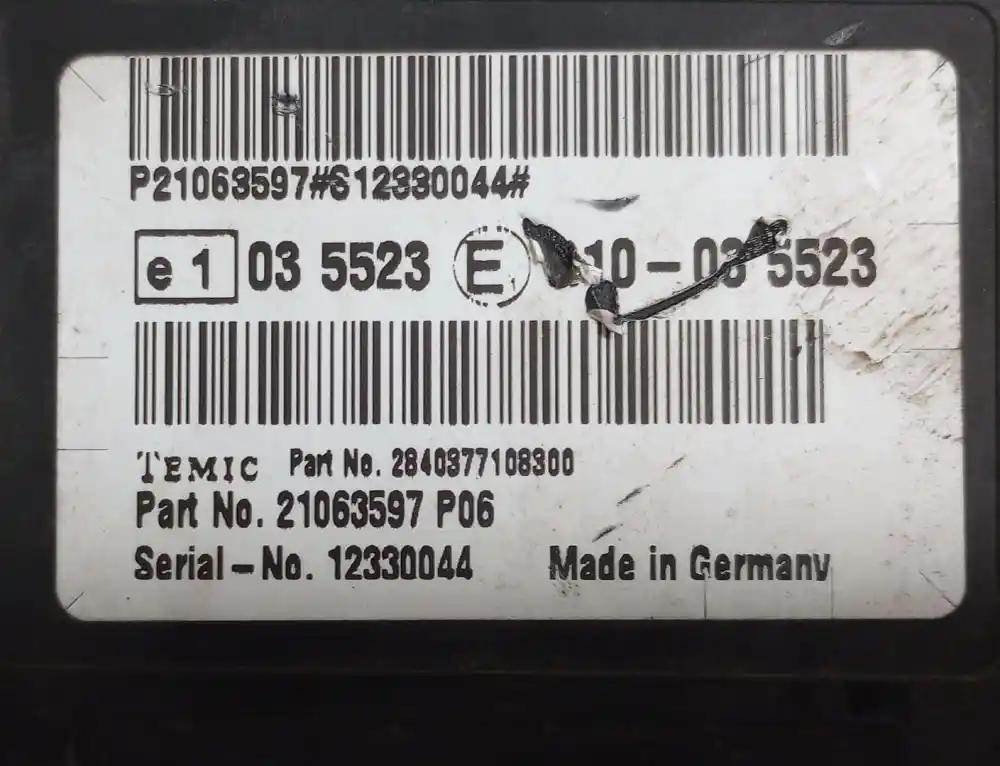 P21063597#S12330044#
e1 03 5523 E 10-03 5523
TEMIC Part No. 2840377108300
Part No. 21063597 P06
Serial-No. 12330044 Made in Germany